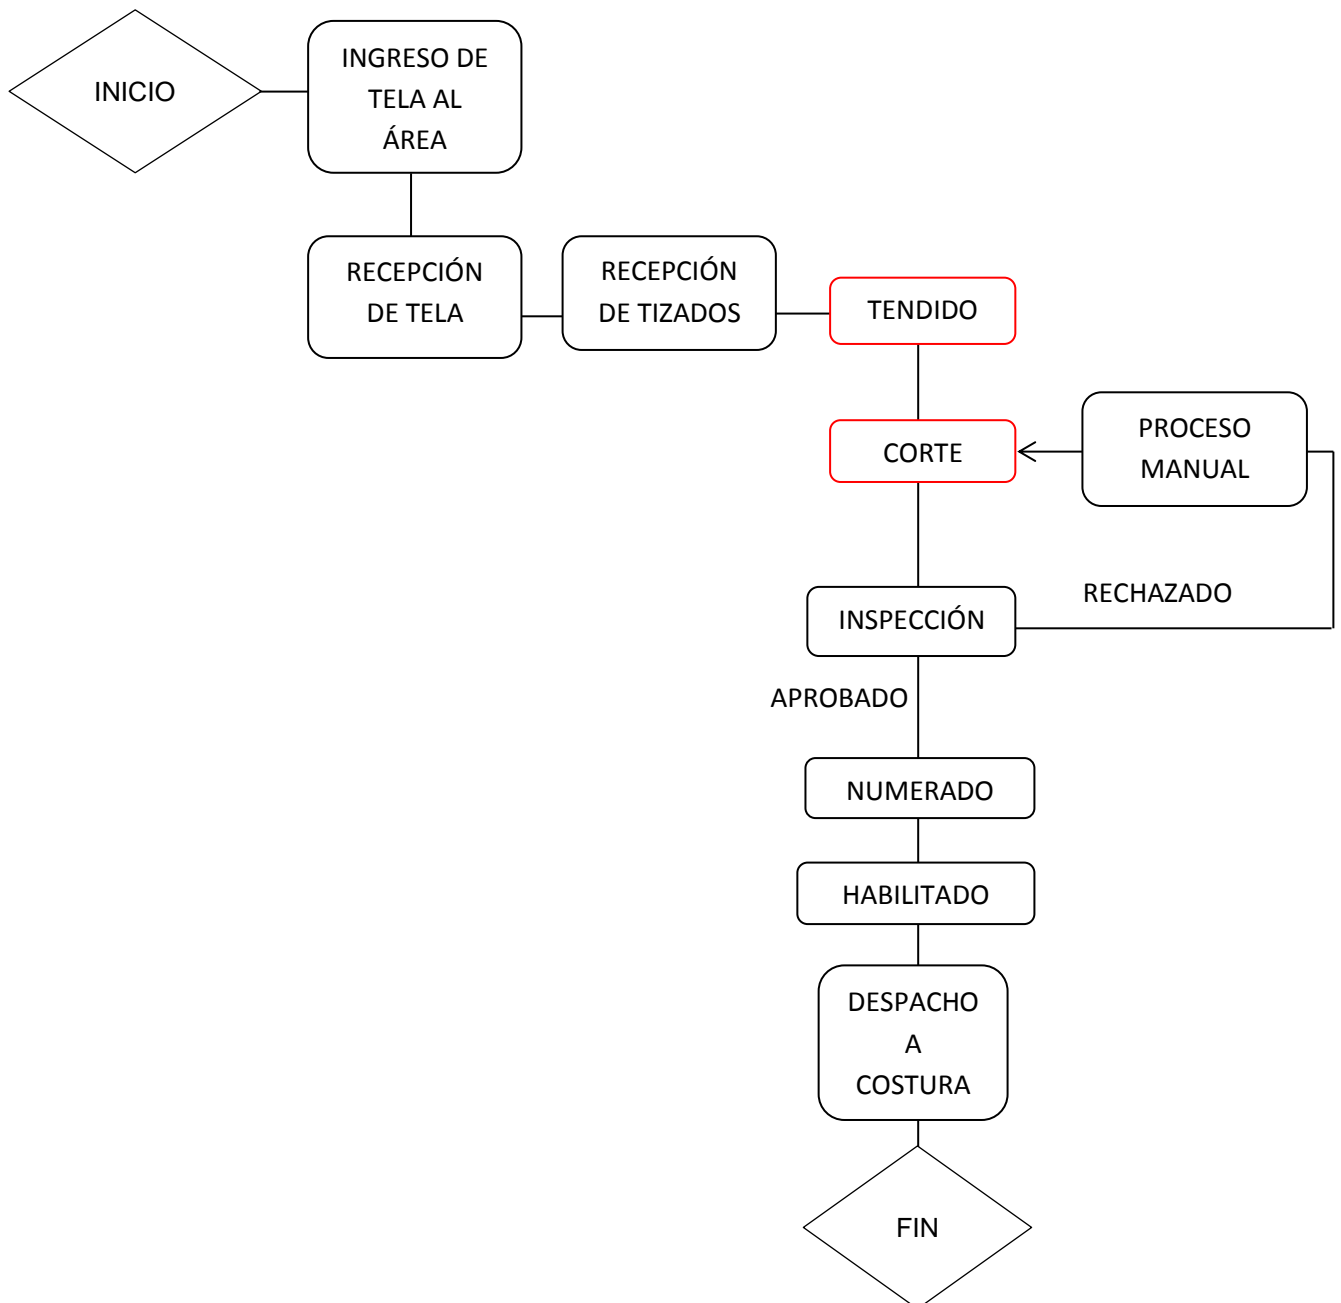 INICIO
INGRESO DE
TELA AL
ÁREA
RECEPCIÓN
DE TELA
RECEPCIÓN
DE TIZADOS
TENDIDO
CORTE
PROCESO
MANUAL
RECHAZADO
INSPECCIÓN
APROBADO
NUMERADO
HABILITADO
DESPACHO
A
COSTURA
FIN